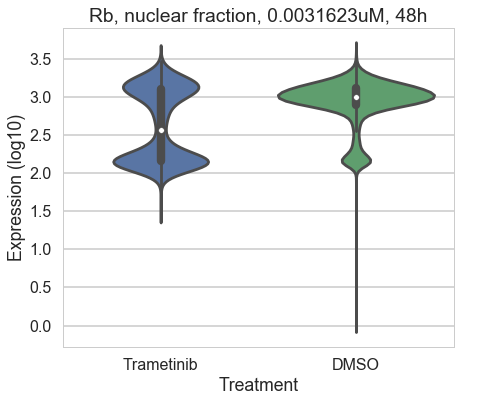 Rb, nuclear fraction, 0.0031623uM, 48h
Expression (log10)
3.5
3.0
2.5
2.0
1.5
1.0
0.5
0.0
Trametinib
DMSO
Treatment